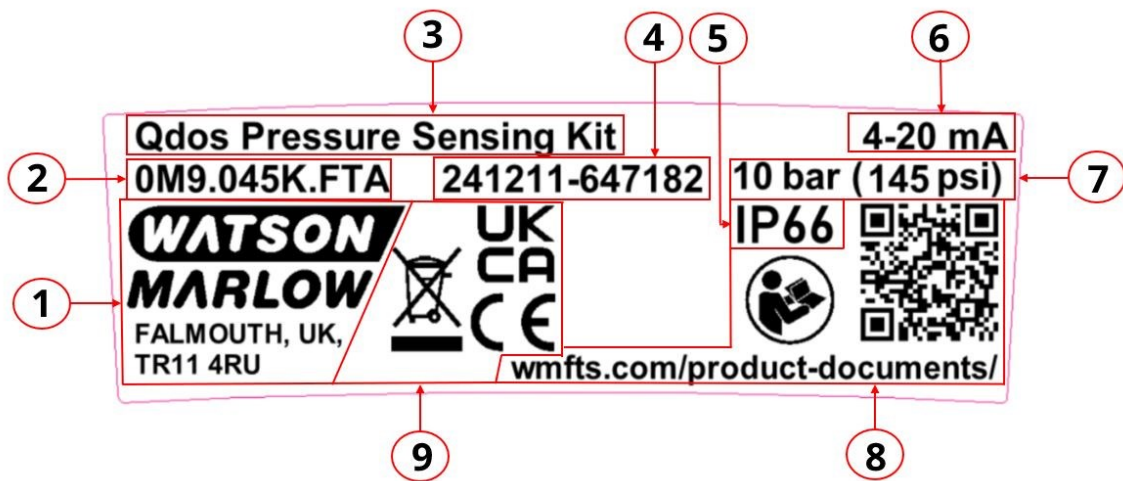 3 4 5 6
Qdos Pressure Sensing Kit 4-20 mA
2 0M9.045K.FTA 241211-647182 10 bar (145 psi) 7
WATSON UK IP66
MARLOW CA
1 CE
FALMOUTH, UK,
TR11 4RU
wmfts.com/product-documents/
9 8